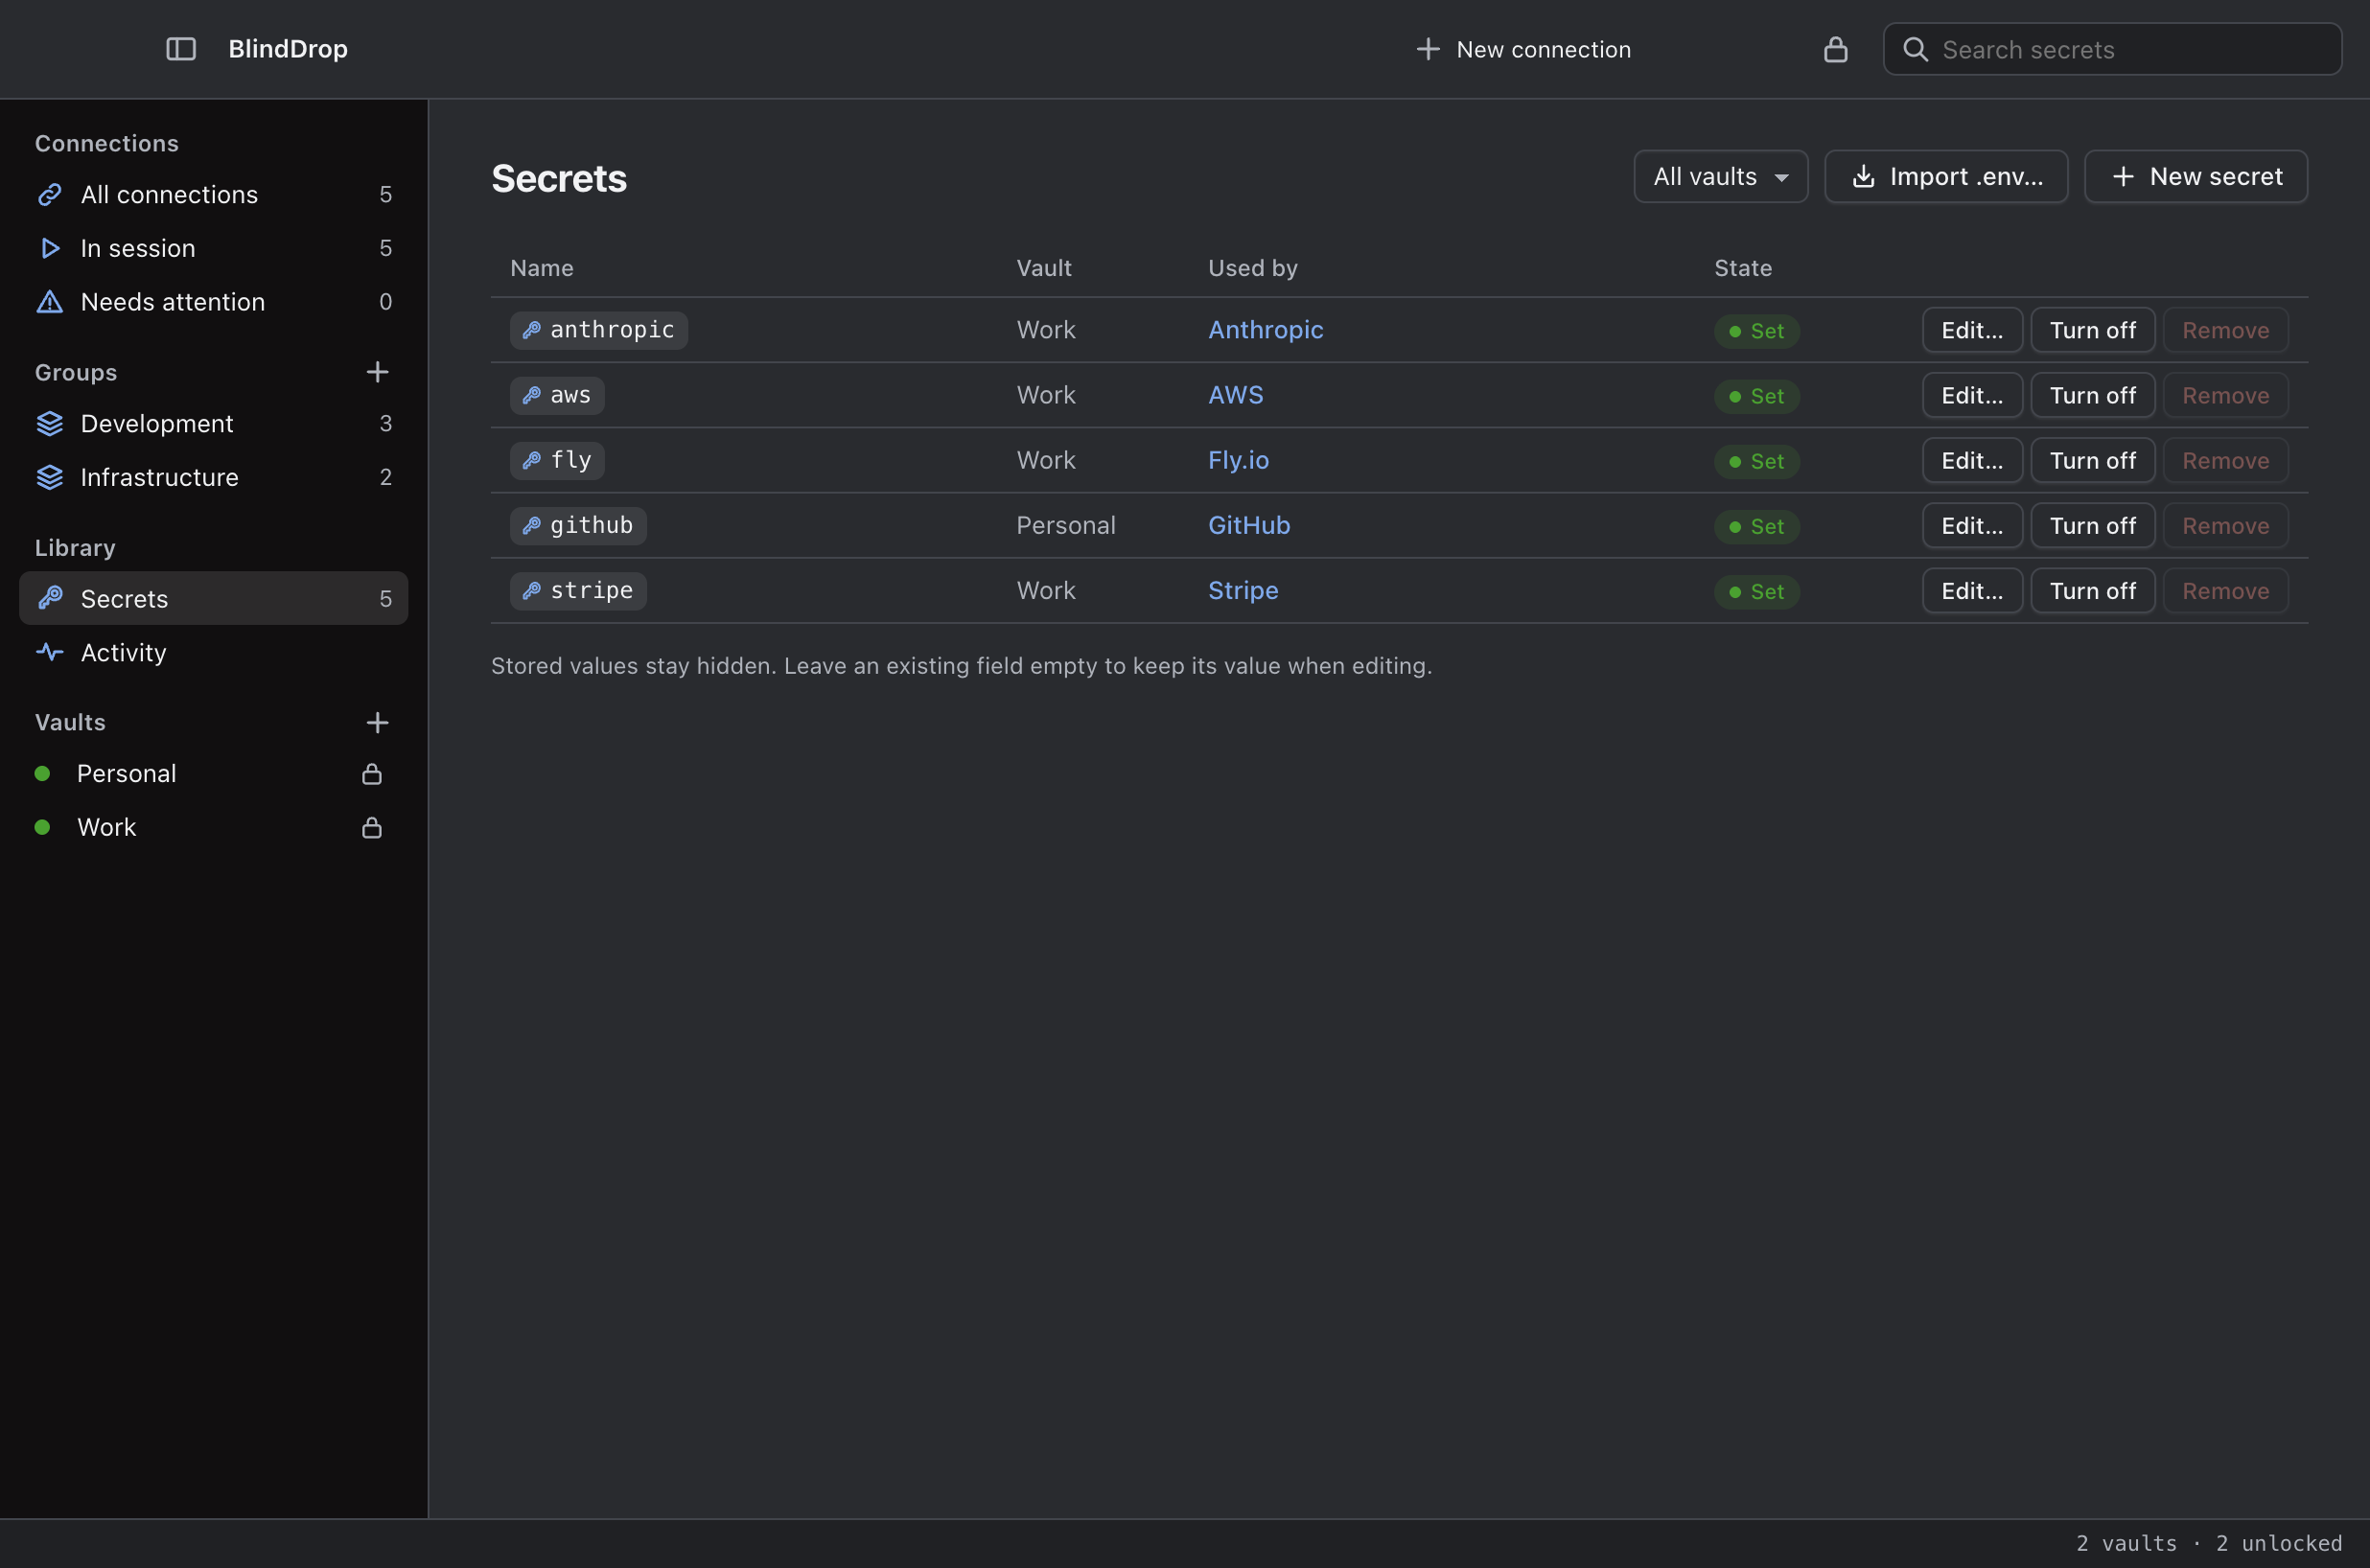 BlindDrop
New connection
Search secrets
Connections
All connections 5
In session 5
Needs attention 0
Groups
Development 3
Infrastructure 2
Library
Secrets 5
Activity
Vaults
Personal
Work
Secrets
All vaults Import .env... New secret
Name Vault Used by State
anthropic Work Anthropic Set Edit... Turn off Remove
aws Work AWS Set Edit... Turn off Remove
fly Work Fly.io Set Edit... Turn off Remove
github Personal GitHub Set Edit... Turn off Remove
stripe Work Stripe Set Edit... Turn off Remove
Stored values stay hidden. Leave an existing field empty to keep its value when editing.
2 vaults · 2 unlocked